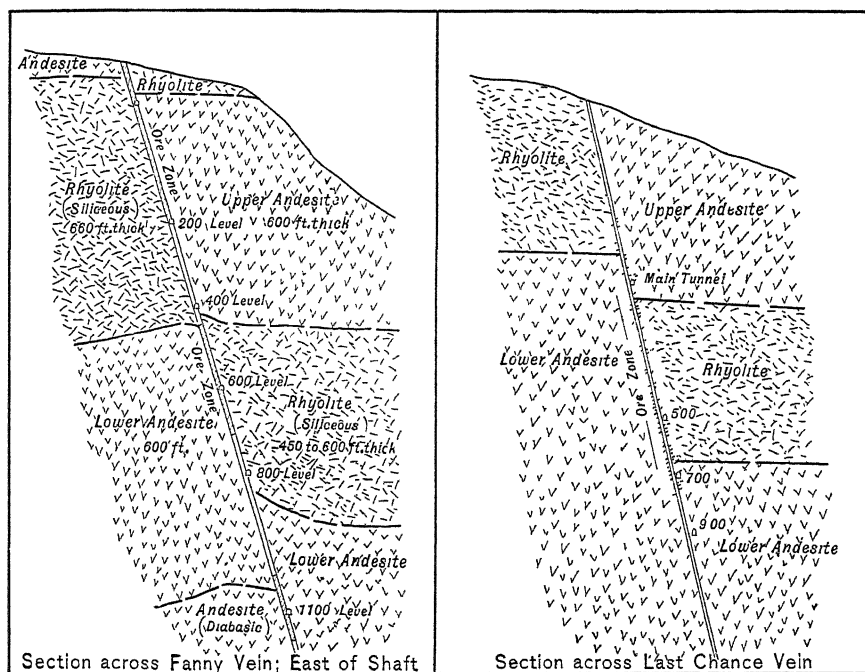 Andesite
Rhyolite
Ore Zone
Rhyolite
(Siliceous)
660 ft. thick
Upper Andesite
600 ft. thick
200 Level
400 Level
Ore Zone
600 Level
Rhyolite
(Siliceous)
450 to 600 ft. thick
Lower Andesite
600 ft.
800 Level
Lower Andesite
Andesite
(Diabasic)
1100 Level
Section across Fanny Vein; East of Shaft
Rhyolite
Upper Andesite
Main Tunnel
Lower Andesite
Ore Zone
Rhyolite
500
700
900
Lower Andesite
Section across Last Chance Vein